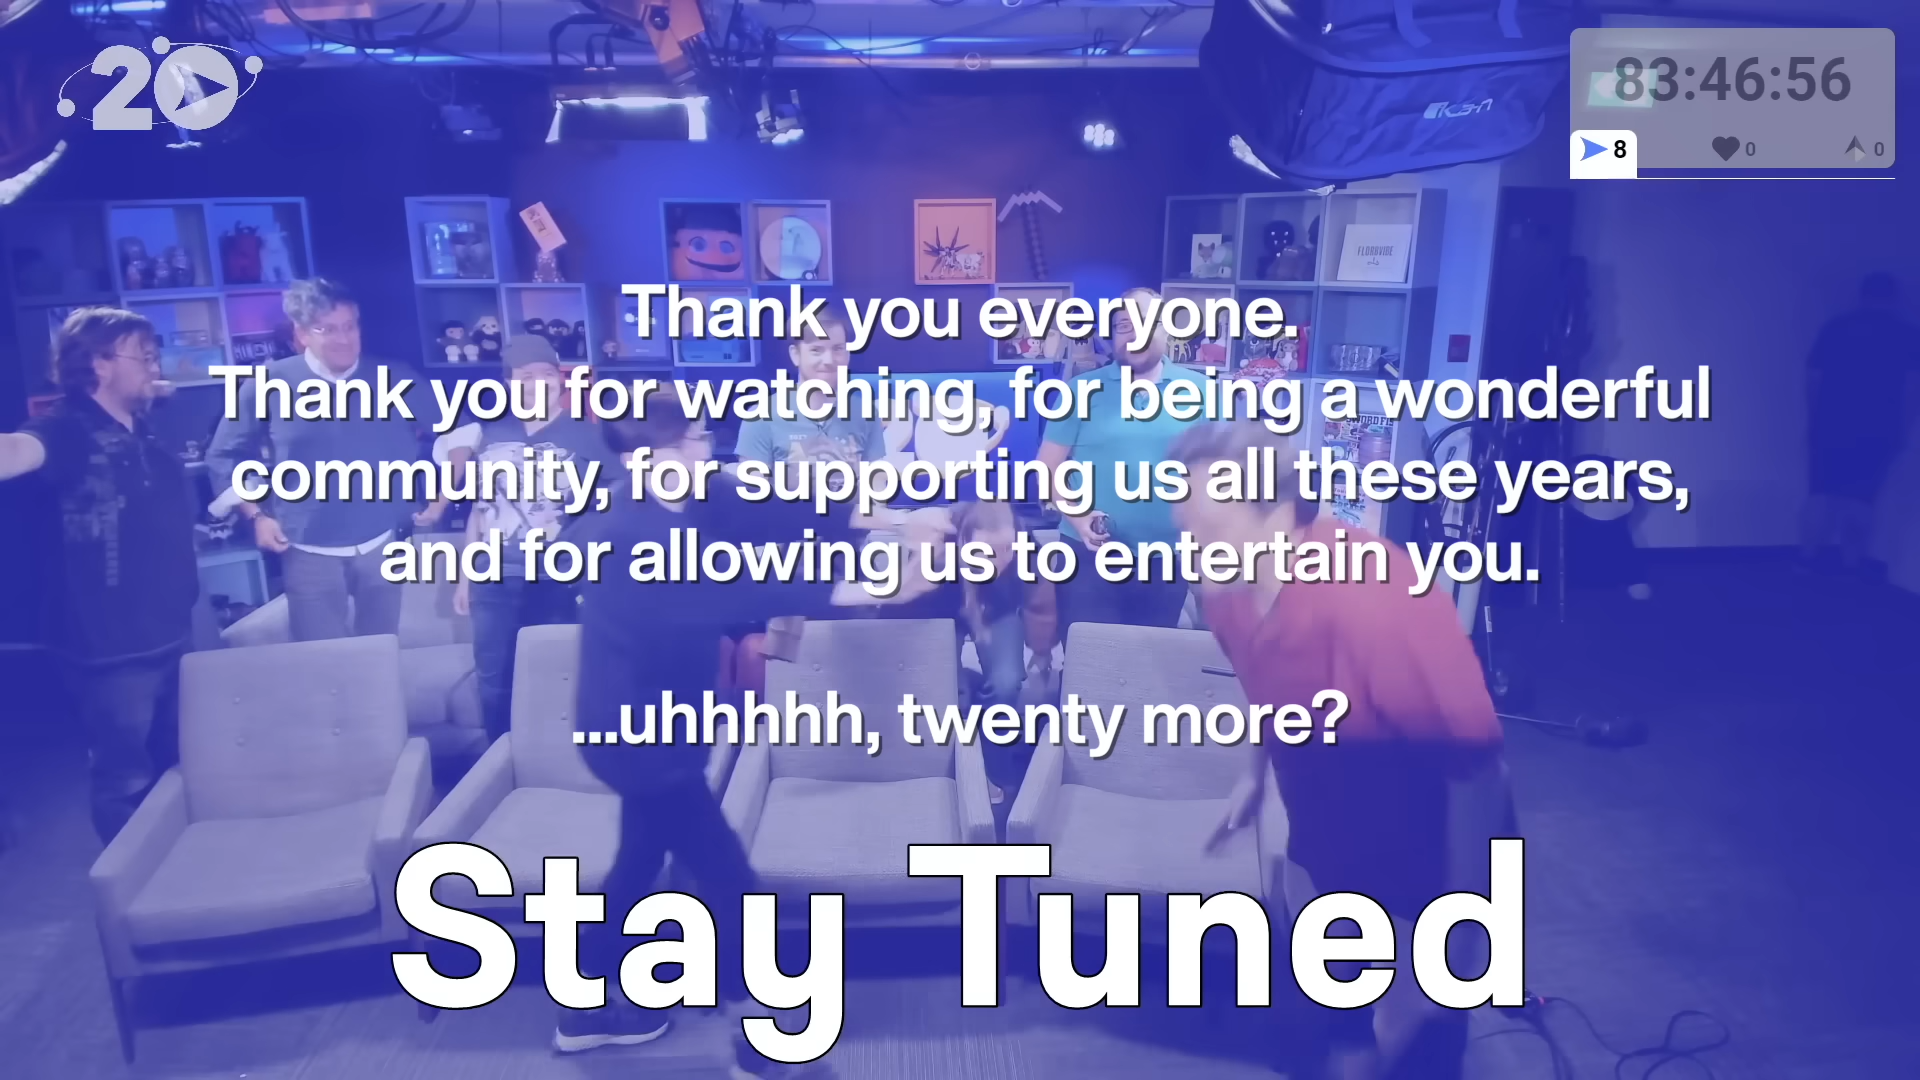 20
83:46:56
8
0
0
FLORAVIDE
Thank you everyone.
Thank you for watching, for being a wonderful
community, for supporting us all these years,
and for allowing us to entertain you.
...uhhhhh, twenty more?
Stay Tuned